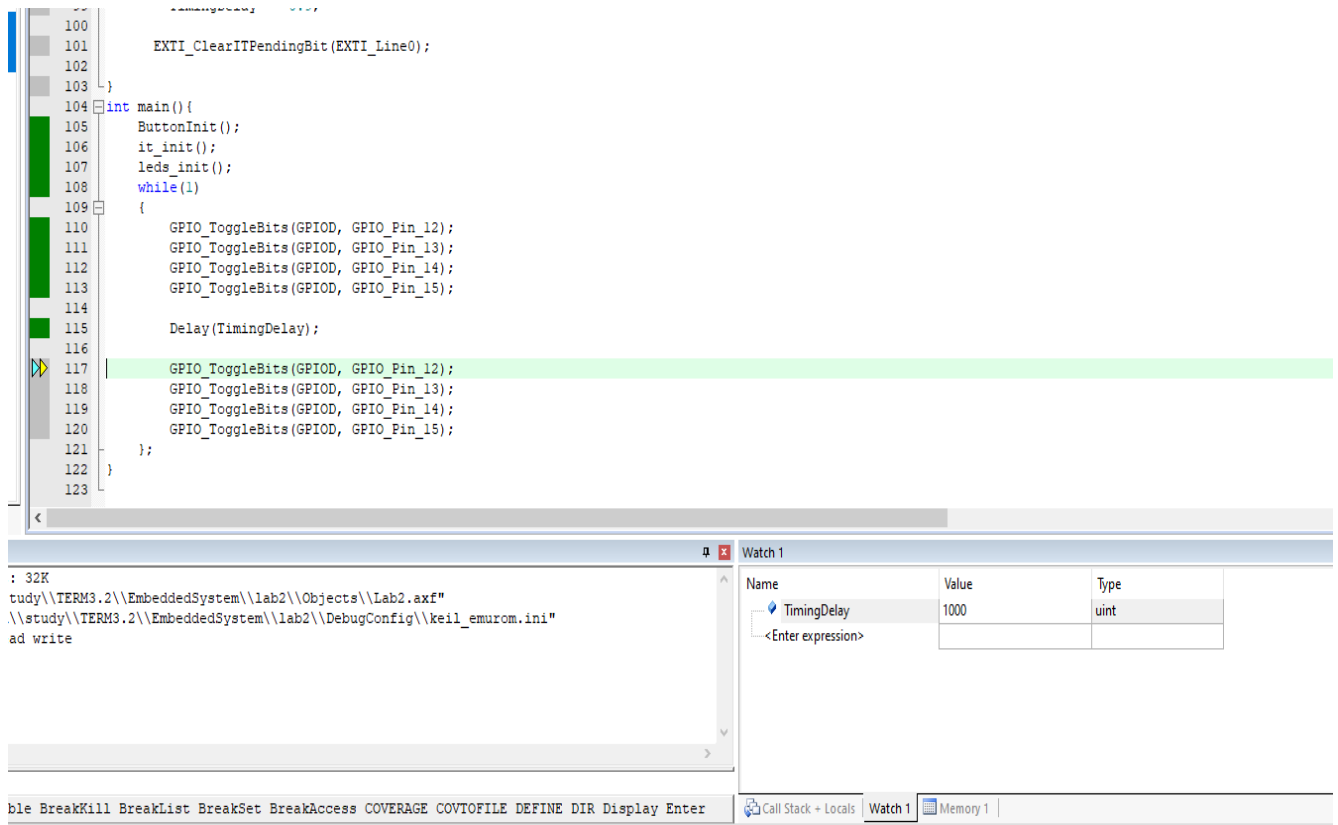 100
101 EXTI_ClearITPendingBit(EXTI_Line0);
102
103 }
104 int main(){
105 ButtonInit();
106 it_init();
107 leds_init();
108 while(1)
109 {
110 GPIO_ToggleBits(GPIOD, GPIO_Pin_12);
111 GPIO_ToggleBits(GPIOD, GPIO_Pin_13);
112 GPIO_ToggleBits(GPIOD, GPIO_Pin_14);
113 GPIO_ToggleBits(GPIOD, GPIO_Pin_15);
114
115 Delay(TimingDelay);
116
117 GPIO_ToggleBits(GPIOD, GPIO_Pin_12);
118 GPIO_ToggleBits(GPIOD, GPIO_Pin_13);
119 GPIO_ToggleBits(GPIOD, GPIO_Pin_14);
120 GPIO_ToggleBits(GPIOD, GPIO_Pin_15);
121 };
122 }
123
: 32K
tudy\\TERM3.2\\EmbeddedSystem\\lab2\\Objects\\Lab2.axf"
\\study\\TERM3.2\\EmbeddedSystem\\lab2\\DebugConfig\\keil_emurom.ini"
ad write
ble BreakKill BreakList BreakSet BreakAccess COVERAGE COVTOFILE DEFINE DIR Display Enter
Watch 1
Name Value Type
TimingDelay 1000 uint
<Enter expression>
Call Stack + Locals Watch 1 Memory 1